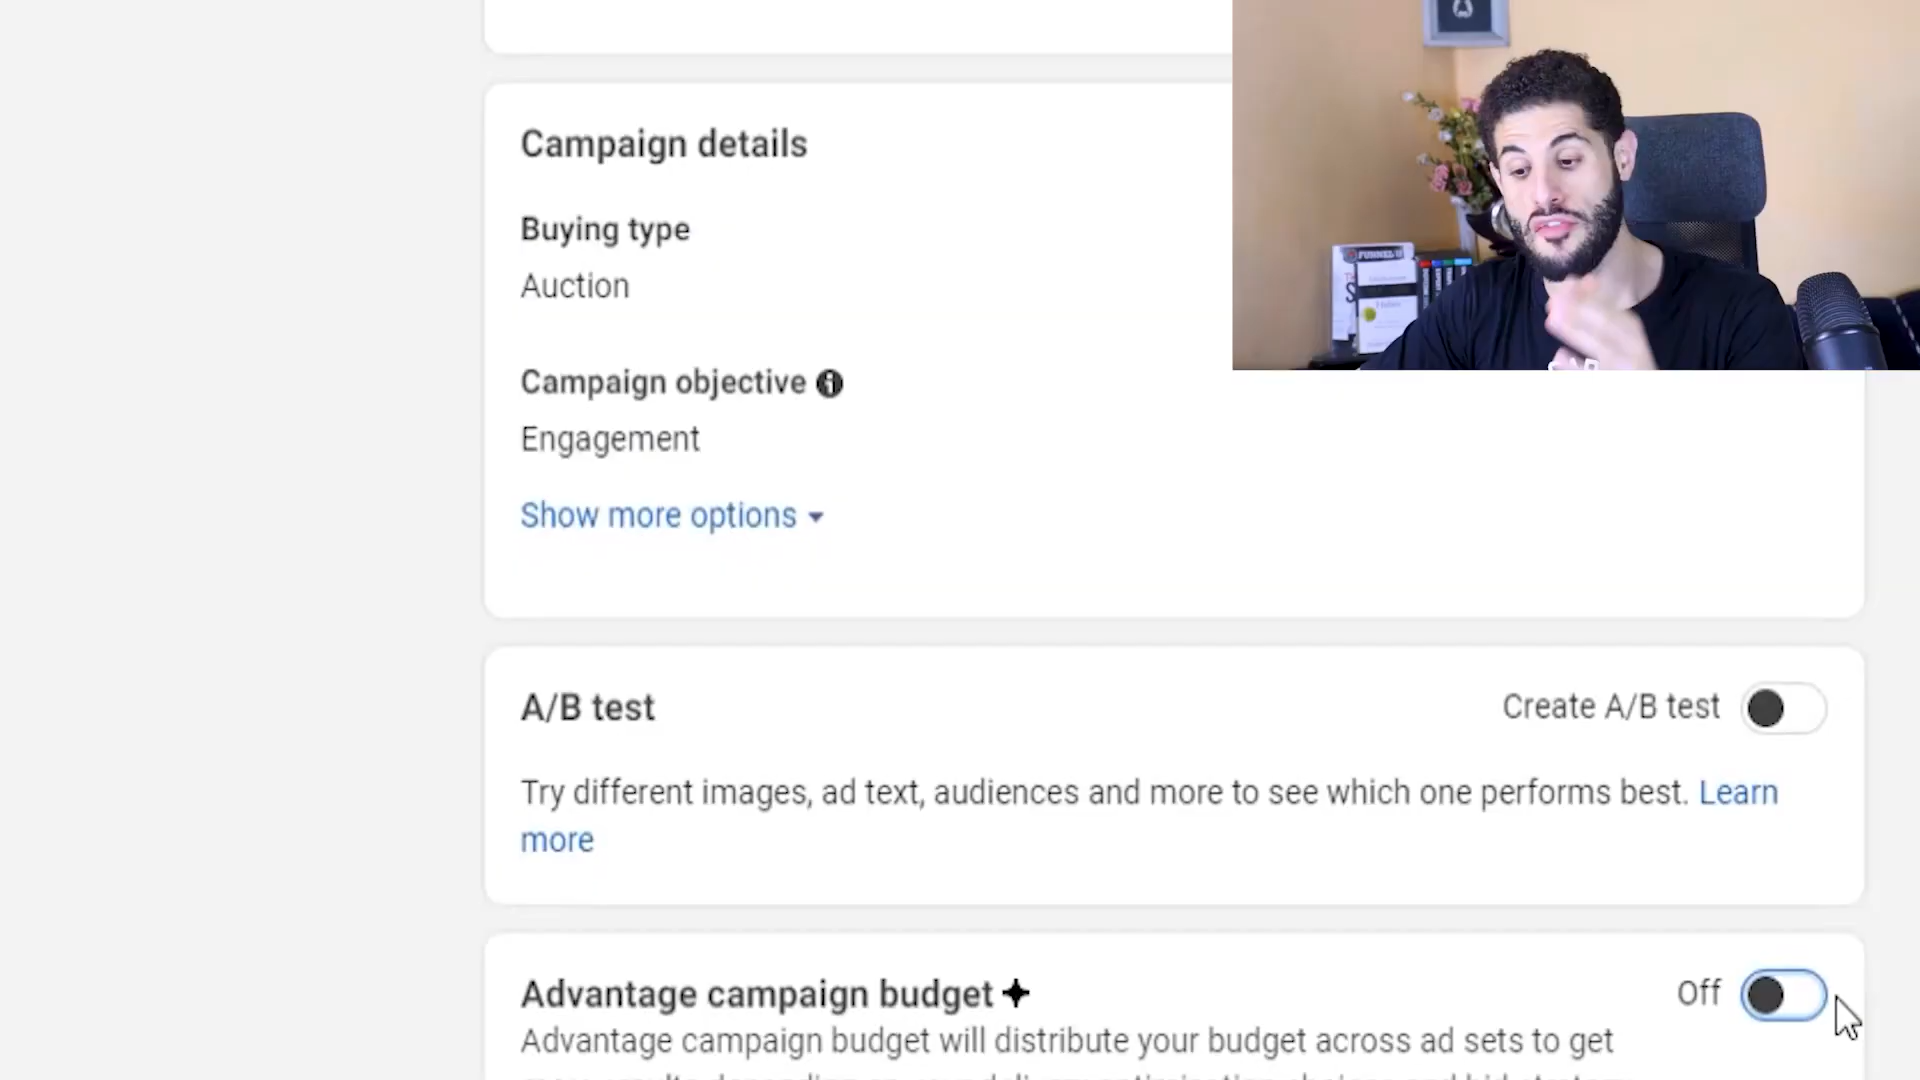 Campaign details
Buying type
Auction
Campaign objective
Engagement
Show more options
A/B test
Create A/B test
Try different images, ad text, audiences and more to see which one performs best. Learn
more
Advantage campaign budget
Off
Advantage campaign budget will distribute your budget across ad sets to get
FUNNEL